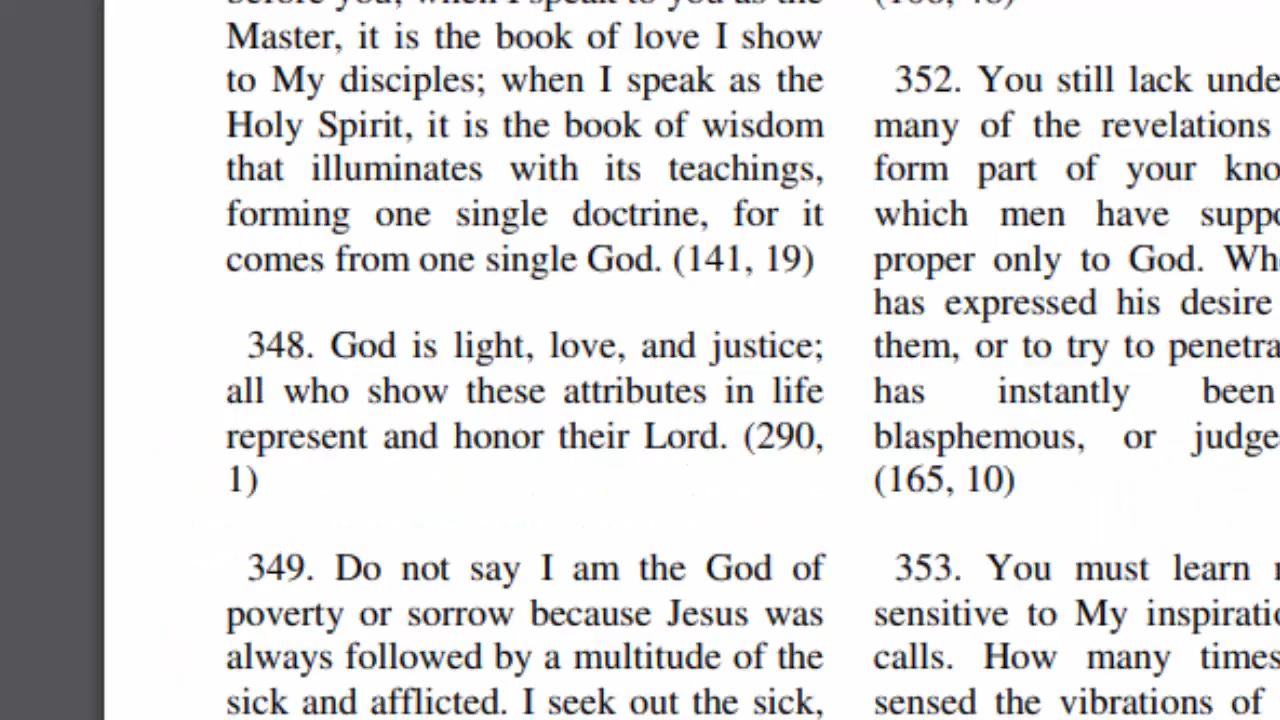 Master, it is the book of love I show
to My disciples; when I speak as the
Holy Spirit, it is the book of wisdom
that illuminates with its teachings,
forming one single doctrine, for it
comes from one single God. (141, 19)
348. God is light, love, and justice;
all who show these attributes in life
represent and honor their Lord. (290,
1)
349. Do not say I am the God of
poverty or sorrow because Jesus was
always followed by a multitude of the
sick and afflicted. I seek out the sick,
352. You still lack
many of the revelations
form part of your
which men have
proper only to God.
has expressed his desire
them, or to try to
has instantly been
blasphemous, or
(165, 10)
353. You must learn
sensitive to My
calls. How many times
sensed the vibrations of